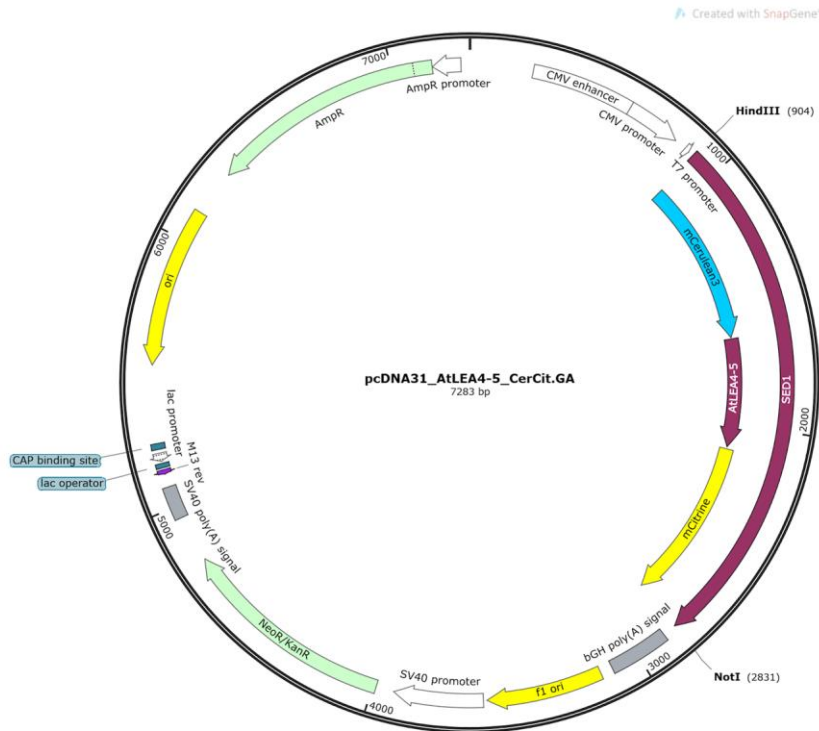 Created with SnapGene
7000
AmpR promoter
AmpR
CMV enhancer
CMV promoter
HindIII (904)
1000
T7 promoter
mCerulean3
6000
ori
SED1
AtLEA4-5
pcDNA31_AtLEA4-5_CerCit.GA
7283 bp
2000
lac promoter
CAP binding site
M13 rev
lac operator
mCitrine
SV40 poly(A) signal
5000
NeoR/KanR
bGH poly(A) signal
3000
NotI (2831)
SV40 promoter
f1 ori
4000